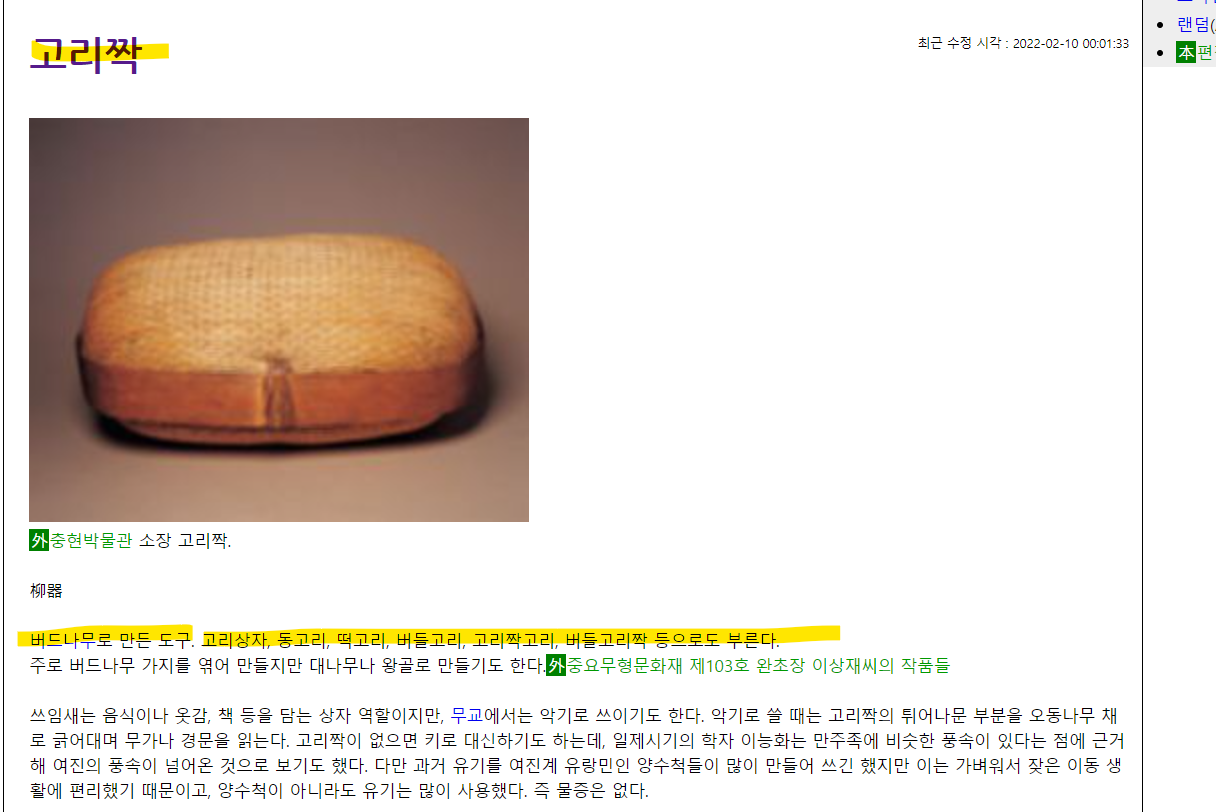 고리짝
최근 수정 시각 : 2022-02-10 00:01:33
랜덤
本편
外충현박물관 소장 고리짝.
柳器
버드나무로 만든 도구. 고리상자, 동고리, 떡고리, 버들고리, 고리짝고리, 버들고리짝 등으로도 부른다.
주로 버드나무 가지를 엮어 만들지만 대나무나 왕골로 만들기도 한다.外중요무형문화재 제103호 완초장 이상재씨의 작품들
쓰임새는 음식이나 옷감, 책 등을 담는 상자 역할이지만, 무교에서는 악기로 쓰이기도 한다. 악기로 쓸 때는 고리짝의 튀어나문 부분을 오동나무 채
로 긁어대며 무가나 경문을 읽는다. 고리짝이 없으면 키로 대신하기도 하는데, 일제시기의 학자 이능화는 만주족에 비슷한 풍속이 있다는 점에 근거
해 여진의 풍속이 넘어온 것으로 보기도 했다. 다만 과거 유기를 여진계 유랑민인 양수척들이 많이 만들어 쓰긴 했지만 이는 가벼워서 잦은 이동 생
활에 편리했기 때문이고, 양수척이 아니라도 유기는 많이 사용했다. 즉 물증은 없다.